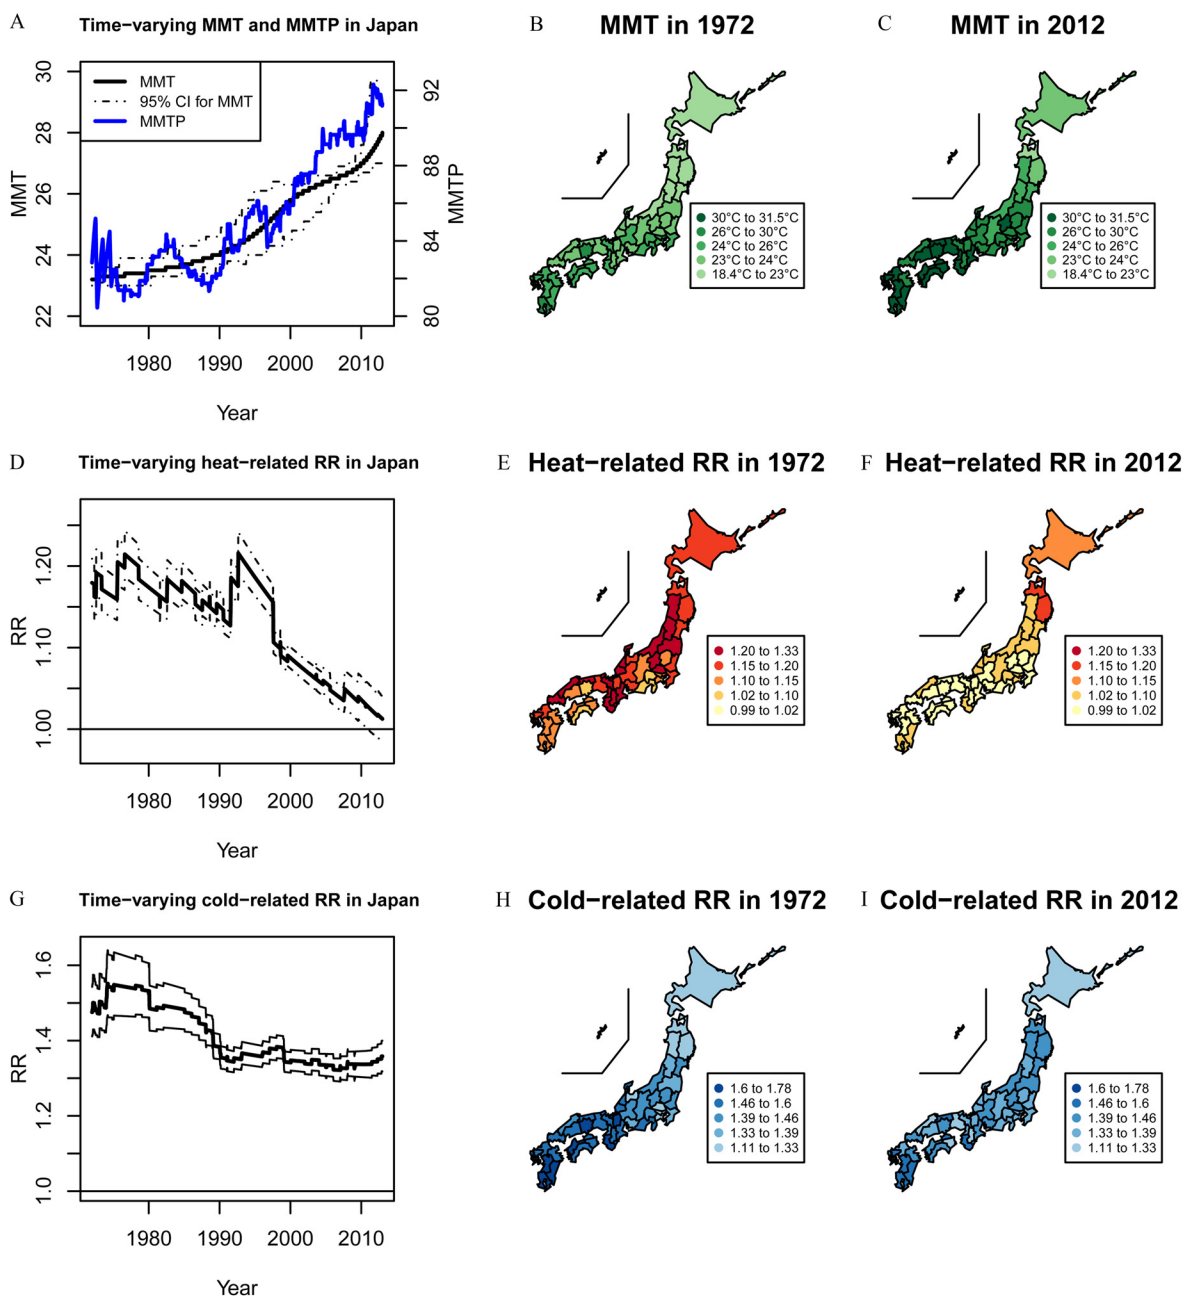 A
Time−varying MMT and MMTP in Japan
MMT
95% CI for MMT
MMTP
30
28
26
24
22
MMT
92
88
84
80
MMTP
1980
1990
2000
2010
Year
B
MMT in 1972
30°C to 31.5°C
26°C to 30°C
24°C to 26°C
23°C to 24°C
18.4°C to 23°C
C
MMT in 2012
30°C to 31.5°C
26°C to 30°C
24°C to 26°C
23°C to 24°C
18.4°C to 23°C
D
Time−varying heat−related RR in Japan
1.20
1.10
1.00
RR
1980
1990
2000
2010
Year
E
Heat−related RR in 1972
1.20 to 1.33
1.15 to 1.20
1.10 to 1.15
1.02 to 1.10
0.99 to 1.02
F
Heat−related RR in 2012
1.20 to 1.33
1.15 to 1.20
1.10 to 1.15
1.02 to 1.10
0.99 to 1.02
G
Time−varying cold−related RR in Japan
1.6
1.4
1.2
1.0
RR
1980
1990
2000
2010
Year
H
Cold−related RR in 1972
1.6 to 1.78
1.46 to 1.6
1.39 to 1.46
1.33 to 1.39
1.11 to 1.33
I
Cold−related RR in 2012
1.6 to 1.78
1.46 to 1.6
1.39 to 1.46
1.33 to 1.39
1.11 to 1.33